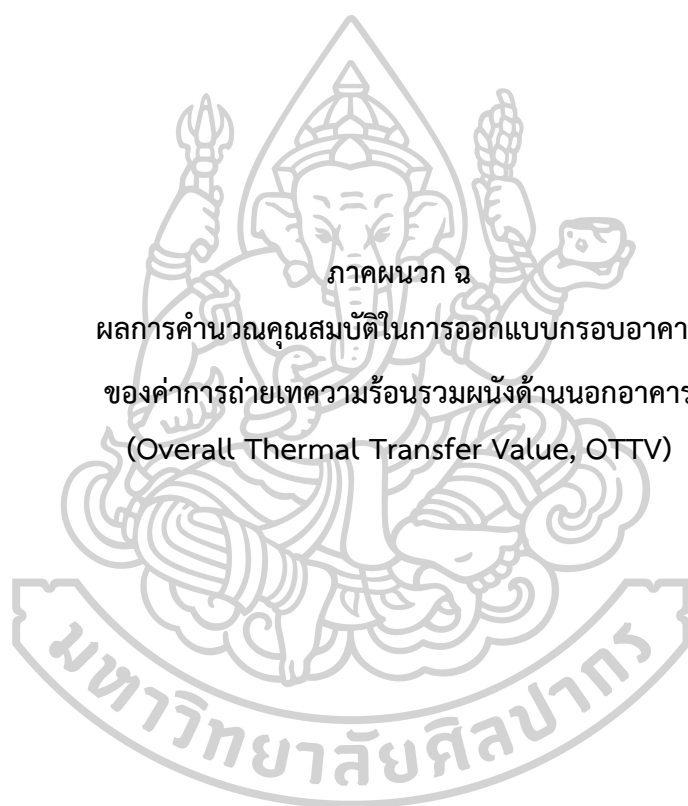 ภาคผนวก ฉ
ผลการคำนวณคุณสมบัติในการออกแบบกรอบอาคา
ของค่าการถ่ายเทความร้อนรวมผนังด้านนอกอาคาร
(Overall Thermal Transfer Value, OTTV)
มหาวิทยาลัยศิลปากร